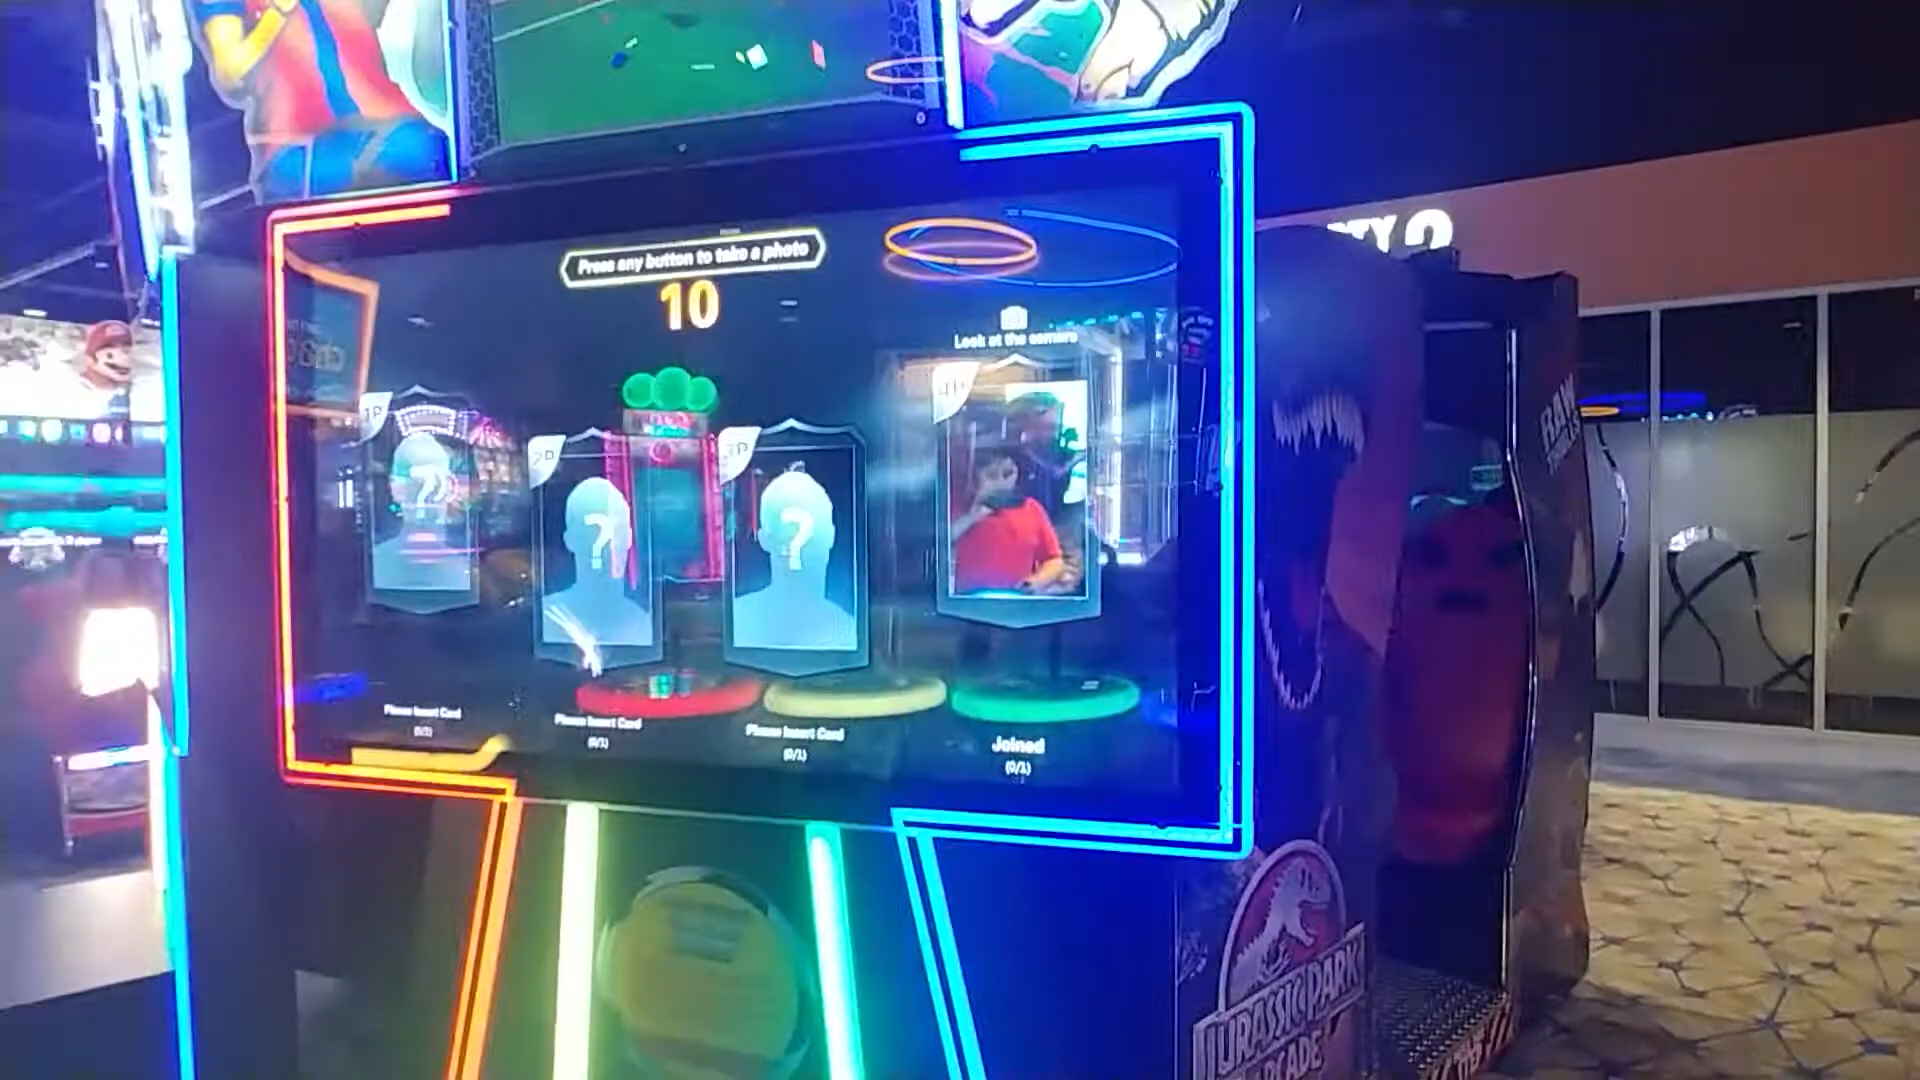 Press any button to take a photo
10
Look at the camera
1P
2P
3P
4P
?
?
?
Please Insert Card
(0/1)
Please Insert Card
(0/1)
Please Insert Card
(0/1)
Joined
(0/1)
JURASSIC PARK
ARCADE